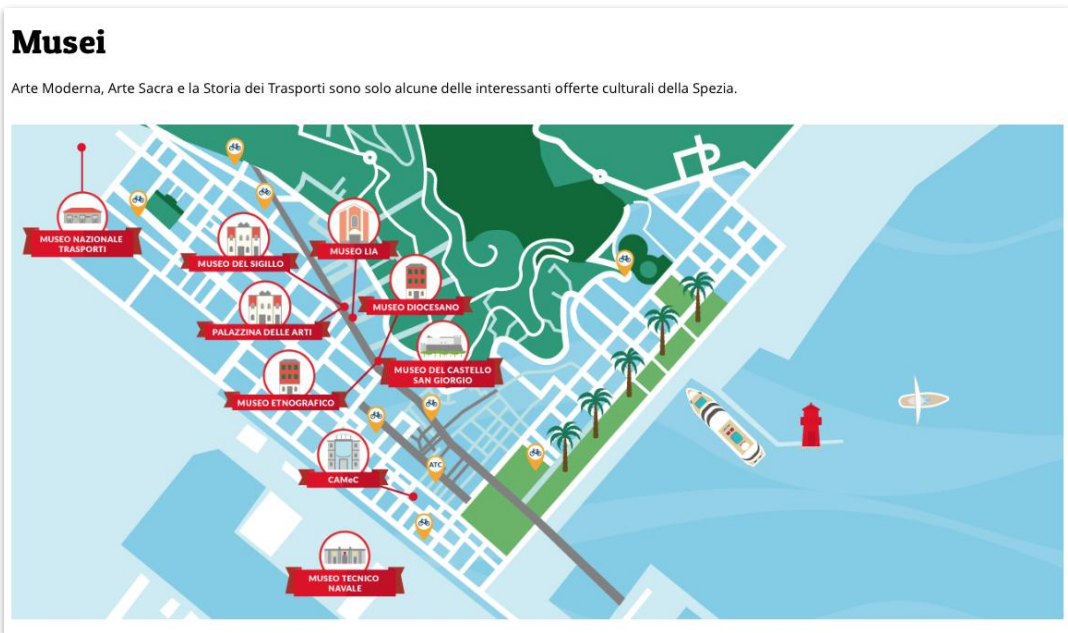 Musei
Arte Moderna, Arte Sacra e la Storia dei Trasporti sono solo alcune delle interessanti offerte culturali della Spezia.
MUSEO NAZIONALE
TRASPORTI
MUSEO DEL SIGILLO
MUSEO LIA
MUSEO DIOCESANO
PALAZZINA DELLE ARTI
MUSEO DEL CASTELLO
SAN GIORGIO
MUSEO ETNOGRAFICO
CAMeC
ATC
MUSEO TECNICO
NAVALE